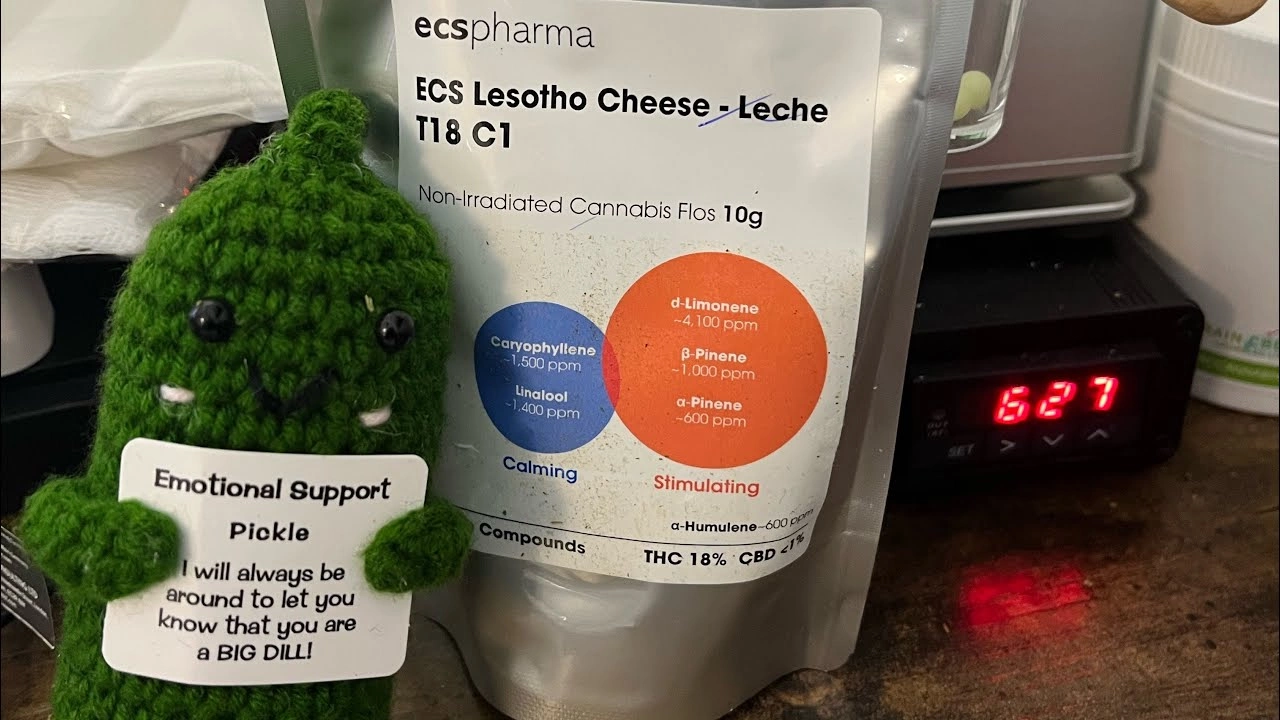 ecspharma
ECS Lesotho Cheese - Leche
T18 C1
Non-Irradiated Cannabis Flos 10g
d-Limonene
~4,100 ppm
β-Pinene
~1,000 ppm
α-Pinene
~600 ppm
Caryophyllene
~1,500 ppm
Linalool
~1,400 ppm
Calming
Stimulating
α-Humulene~600 ppm
Compounds
THC 18% CBD <1%
Emotional Support
Pickle
I will always be
around to let you
know that you are
a BIG DILL!
627
OUT
SET > ∨ ∧